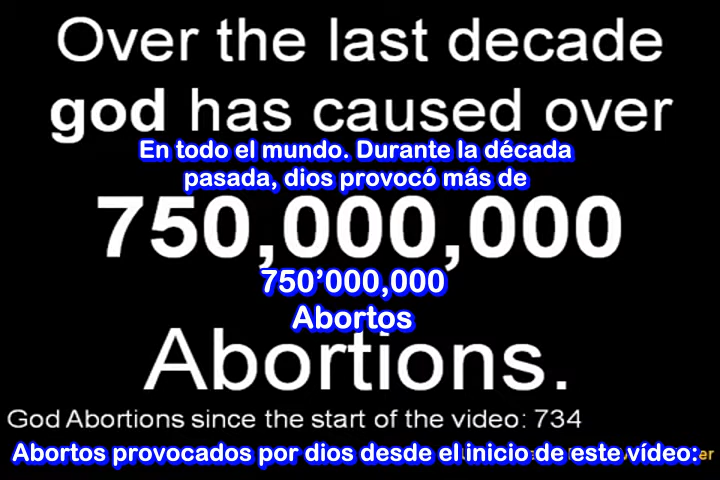 Over the last decade
god has caused over
En todo el mundo. Durante la década
pasada, dios provocó más de
750,000,000
750’000,000
Abortos
Abortions.
God Abortions since the start of the video: 734
Abortos provocados por dios desde el inicio de este vídeo: